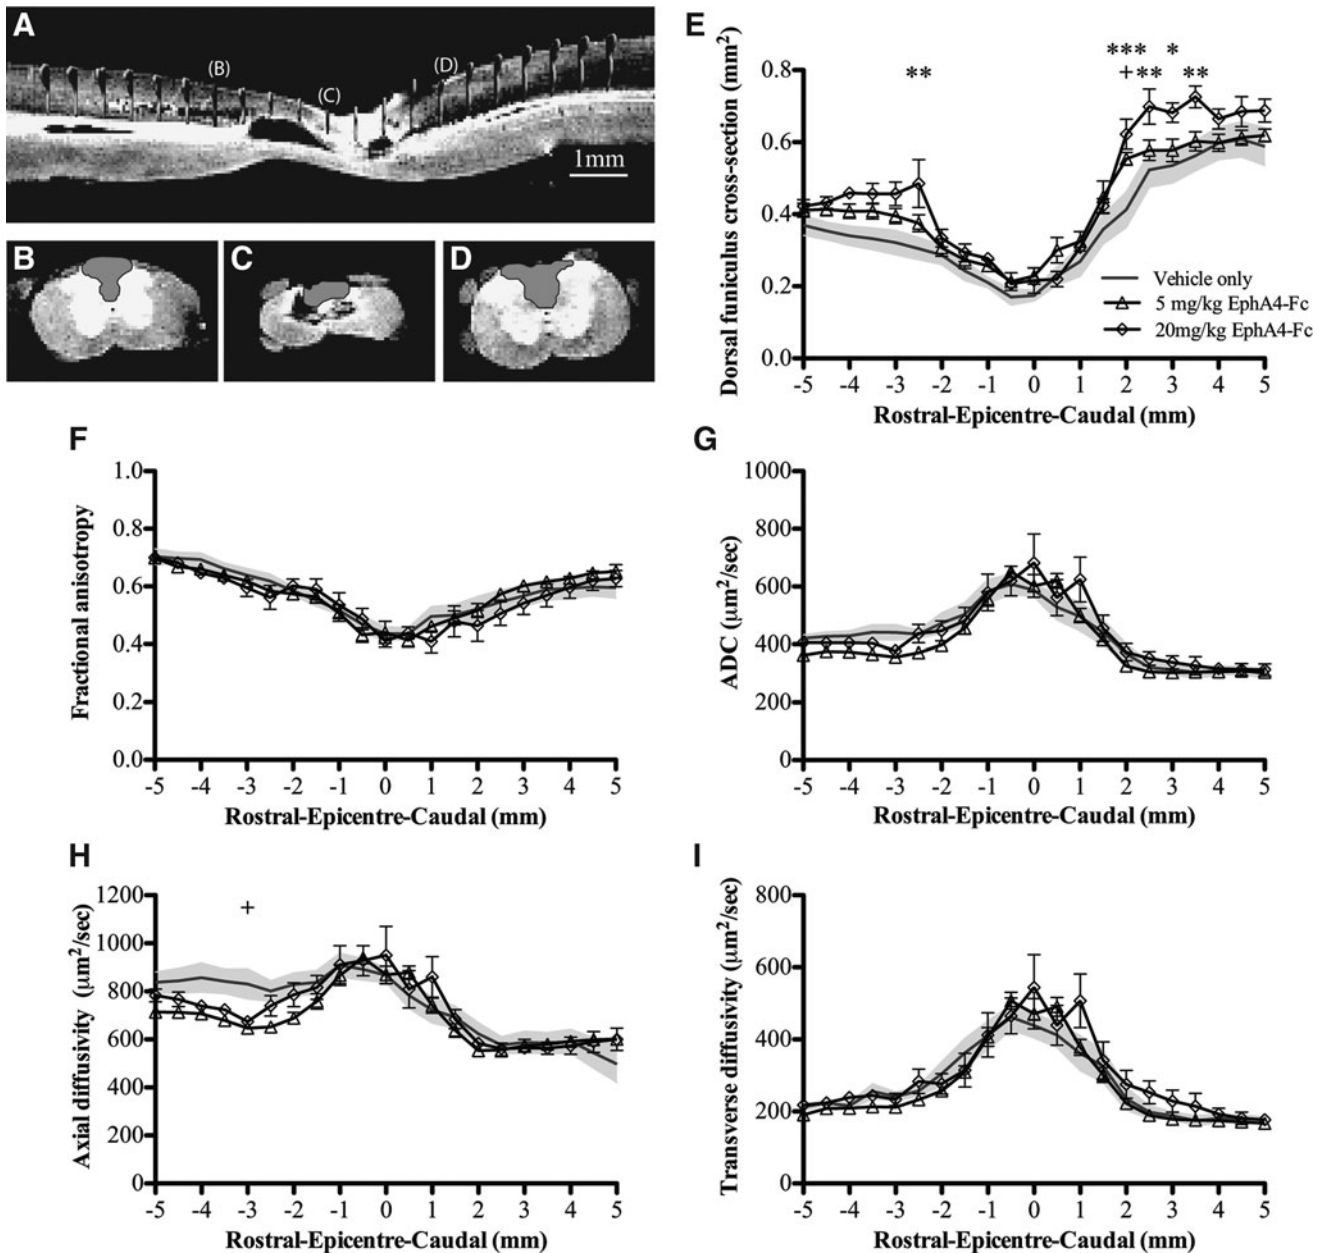 A
(B)
(C)
(D)
1mm
B
C
D
E
Dorsal funiculus cross-section (mm²)
0.8
0.6
0.4
0.2
0.0
**
*** *
+** **
Vehicle only
5 mg/kg EphA4-Fc
20mg/kg EphA4-Fc
-5 -4 -3 -2 -1 0 1 2 3 4 5
Rostral-Epicentre-Caudal (mm)
F
Fractional anisotropy
1.0
0.8
0.6
0.4
0.2
0.0
-5 -4 -3 -2 -1 0 1 2 3 4 5
Rostral-Epicentre-Caudal (mm)
G
ADC (μm²/sec)
1000
800
600
400
200
0
-5 -4 -3 -2 -1 0 1 2 3 4 5
Rostral-Epicentre-Caudal (mm)
H
Axial diffusivity (μm²/sec)
1200
1000
800
600
400
200
0
+
-5 -4 -3 -2 -1 0 1 2 3 4 5
Rostral-Epicentre-Caudal (mm)
I
Transverse diffusivity (μm²/sec)
800
600
400
200
0
-5 -4 -3 -2 -1 0 1 2 3 4 5
Rostral-Epicentre-Caudal (mm)